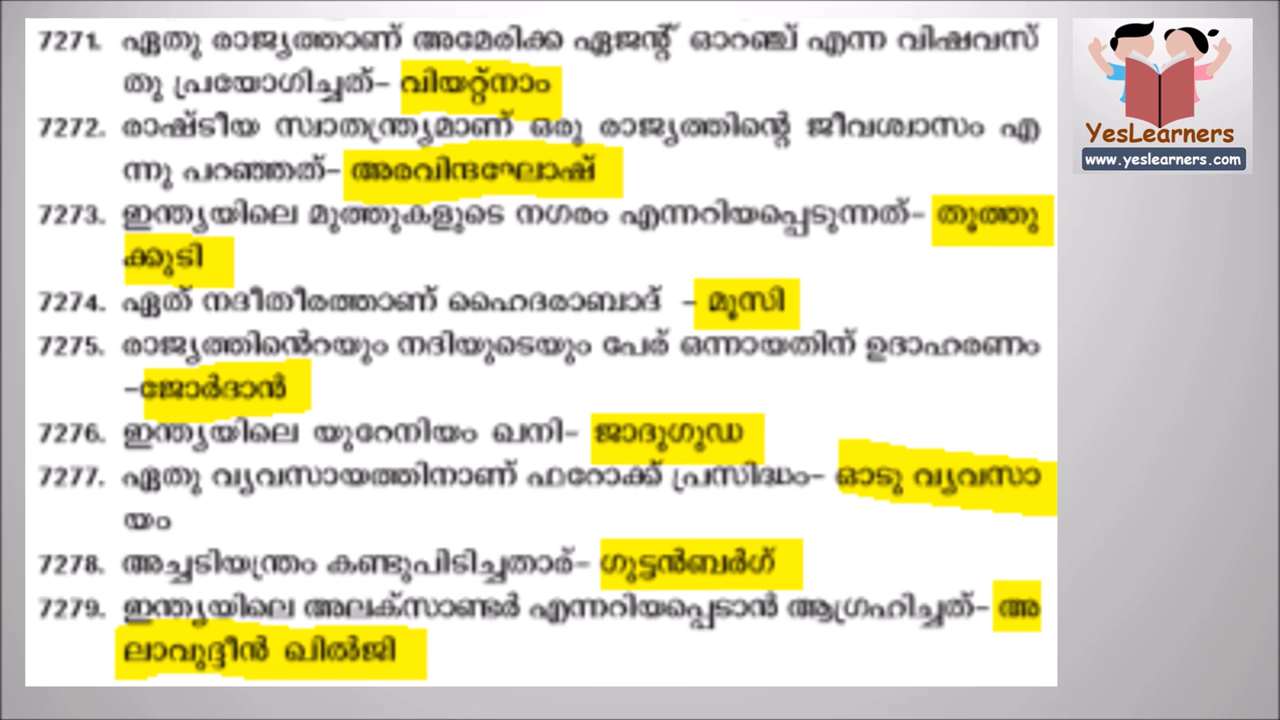 7271. ഏതു രാജ്യത്താണ് അമേരിക്ക ഏജന്റ് ഓറഞ്ച് എന്ന വിഷവസ്
തു പ്രയോഗിച്ചത്- വിയറ്റ്നാം
7272. രാഷ്ടീയ സ്വാതന്ത്ര്യമാണ് ഒരു രാജ്യത്തിന്റെ ജീവശ്വാസം എ
ന്നു പറഞ്ഞത്- അരവിന്ദഘോഷ്
7273. ഇന്ത്യയിലെ മുത്തുകളുടെ നഗരം എന്നറിയപ്പെടുന്നത്- തൂത്തു
ക്കുടി
7274. ഏത് നദീതീരത്താണ് ഹൈദരാബാദ് - മൂസി
7275. രാജ്യത്തിൻെറയും നദിയുടെയും പേര് ഒന്നായതിന് ഉദാഹരണം
-ജോർദാൻ
7276. ഇന്ത്യയിലെ യുറേനിയം ഖനി- ജാദുഗുഡ
7277. ഏതു വ്യവസായത്തിനാണ് ഫറോക്ക് പ്രസിദ്ധം- ഓടു വ്യവസാ
യം
7278. അച്ചടിയന്ത്രം കണ്ടുപിടിച്ചതാര്- ഗുട്ടൻബർഗ്
7279. ഇന്ത്യയിലെ അലക്സാണ്ടർ എന്നറിയപ്പെടാൻ ആഗ്രഹിച്ചത്- അ
ലാവുദ്ദീൻ ഖിൽജി
YesLearners
www.yeslearners.com